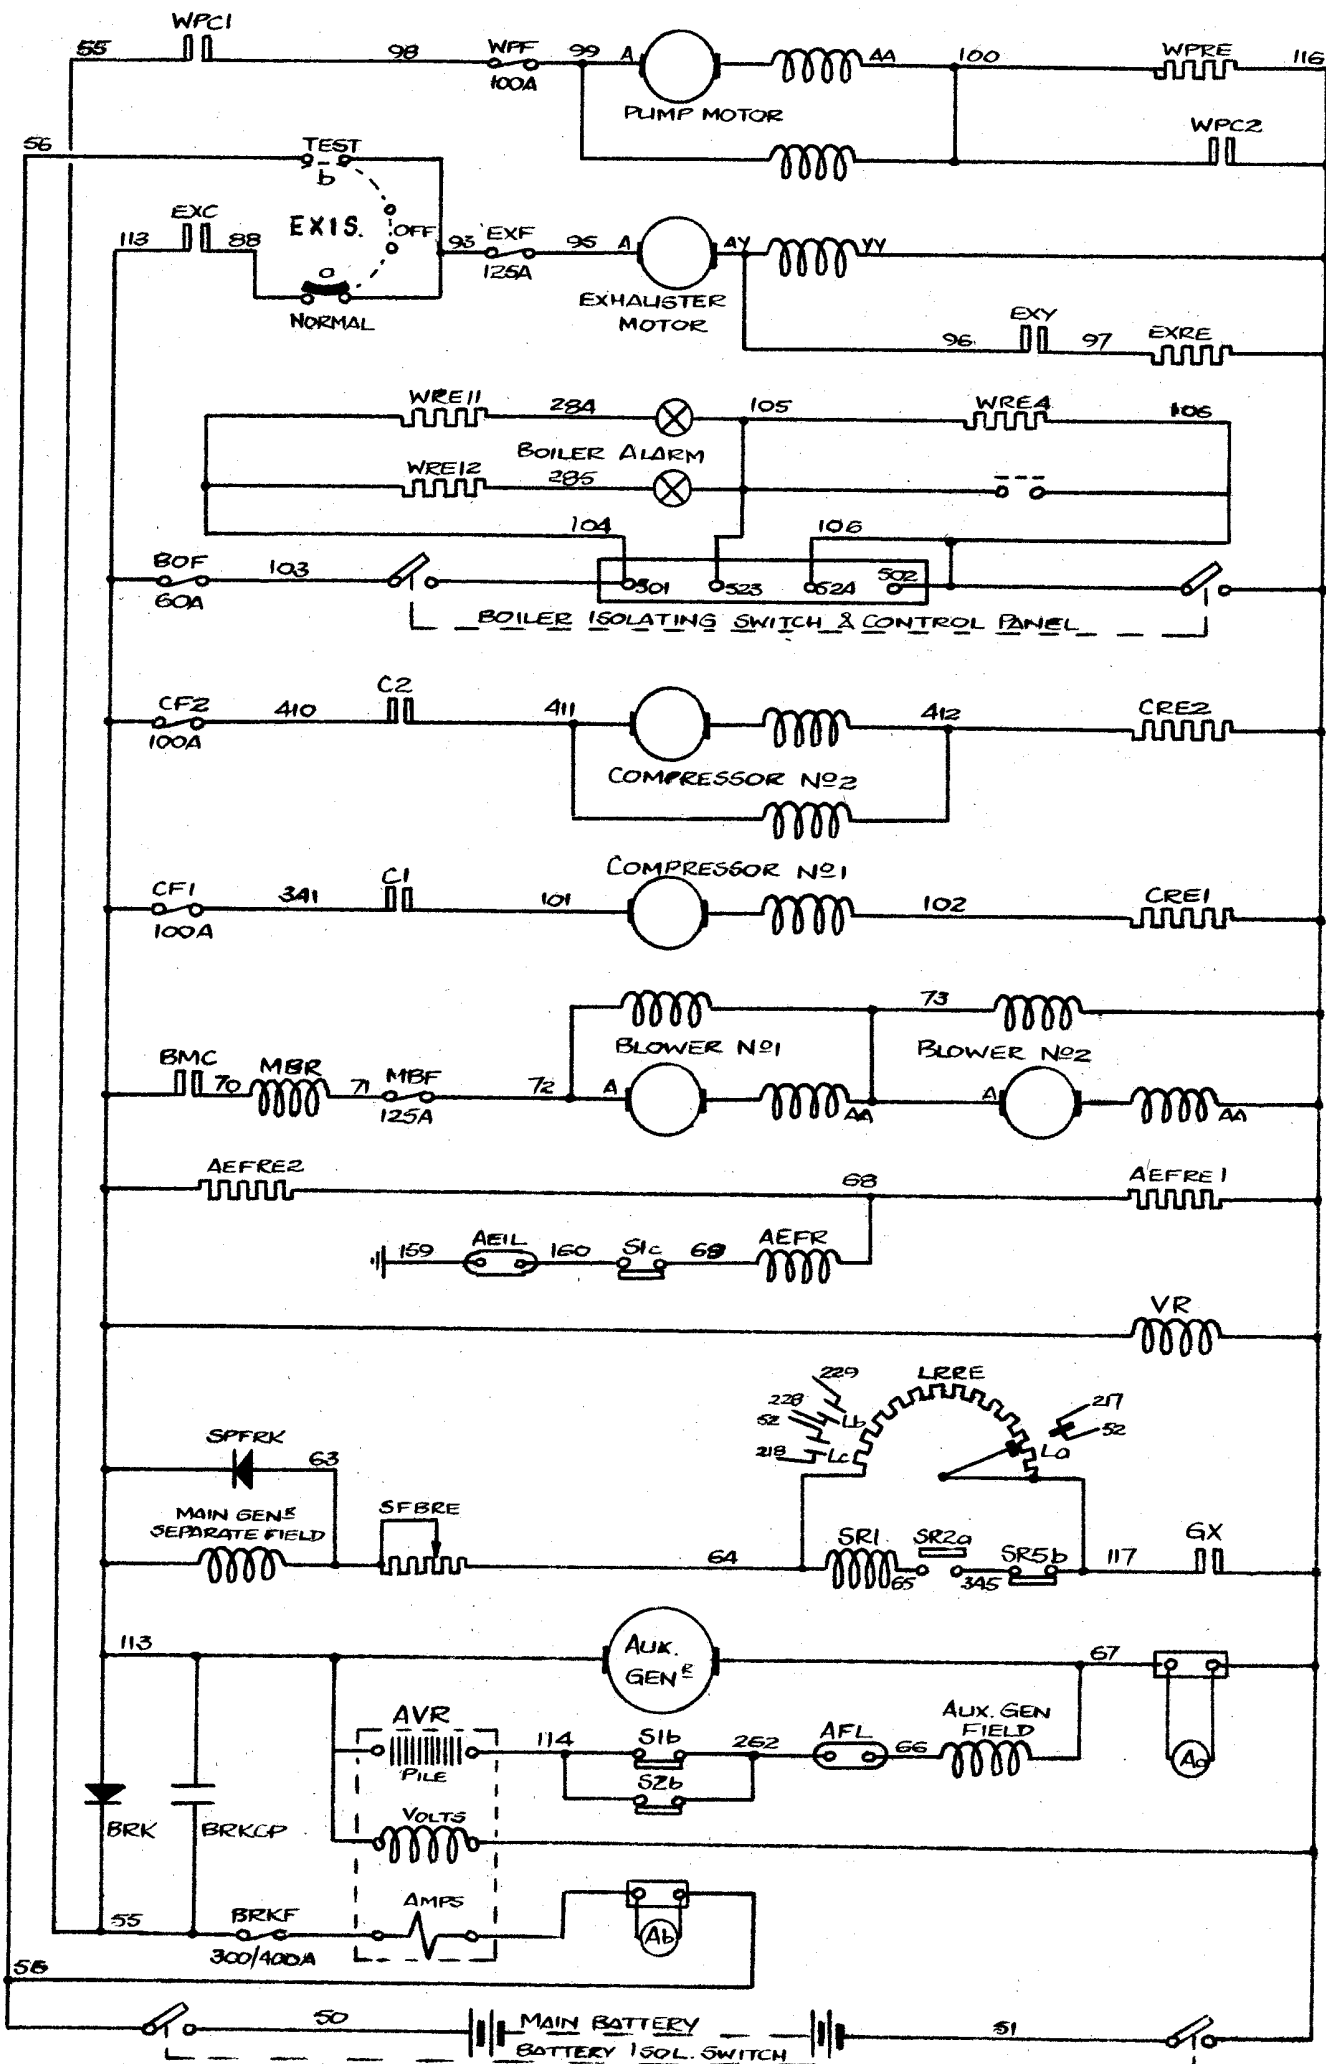 WPC1
55
98
WPF
100A
99
A
AA
PUMP MOTOR
100
WPRE
116
WPC2
56
TEST
b
EXIS.
OFF
a
NORMAL
EXC
113
88
93
EXF
125A
95
A
AY
YY
EXHAUSTER
MOTOR
96
EXY
97
EXRE
WRE11
284
105
WRE4
106
BOILER ALARM
WRE12
285
104
106
BOF
60A
103
501
523
524
502
BOILER ISOLATING SWITCH & CONTROL PANEL
CF2
100A
410
C2
411
412
CRE2
COMPRESSOR Nº2
COMPRESSOR Nº1
CF1
100A
341
C1
101
102
CRE1
73
BLOWER Nº1
BLOWER Nº2
BMC
70
MBR
71
MBF
125A
72
A
AA
A
AA
AEFRE2
68
AEFRE1
159
AEIL
160
S1c
69
AEFR
VR
229
228
52
218
Lb
Lc
LRRE
217
52
La
SPFRK
63
MAIN GENR
SEPARATE FIELD
SFBRE
64
SR1
65
SR2a
345
SR5b
117
GX
113
AUX.
GENR
67
AVR
PILE
114
S1b
S2b
262
AFL
66
AUX. GEN
FIELD
Aa
VOLTS
BRK
BRKCP
55
BRKF
300/400A
AMPS
Ab
56
50
MAIN BATTERY
51
BATTERY ISOL. SWITCH